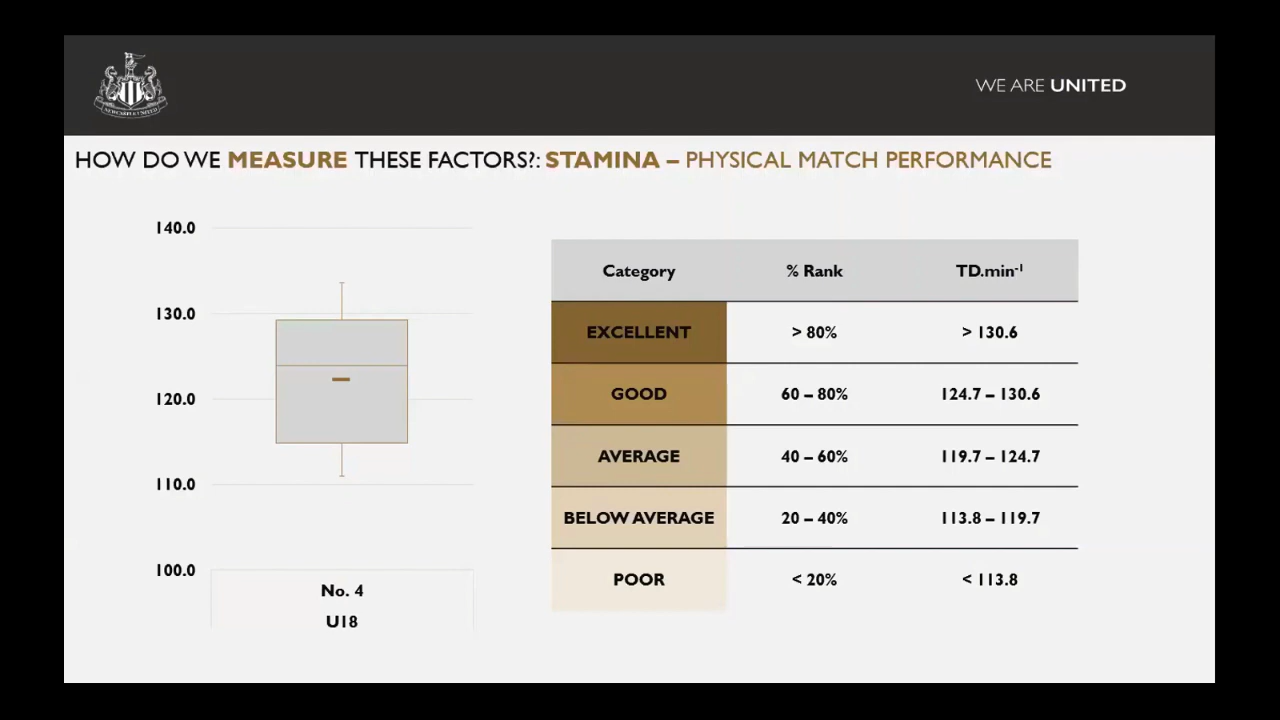 WE ARE UNITED
HOW DO WE MEASURE THESE FACTORS?: STAMINA – PHYSICAL MATCH PERFORMANCE
140.0
130.0
120.0
110.0
100.0
No. 4
U18
Category % Rank TD.min-1
EXCELLENT > 80% > 130.6
GOOD 60 – 80% 124.7 – 130.6
AVERAGE 40 – 60% 119.7 – 124.7
BELOW AVERAGE 20 – 40% 113.8 – 119.7
POOR < 20% < 113.8